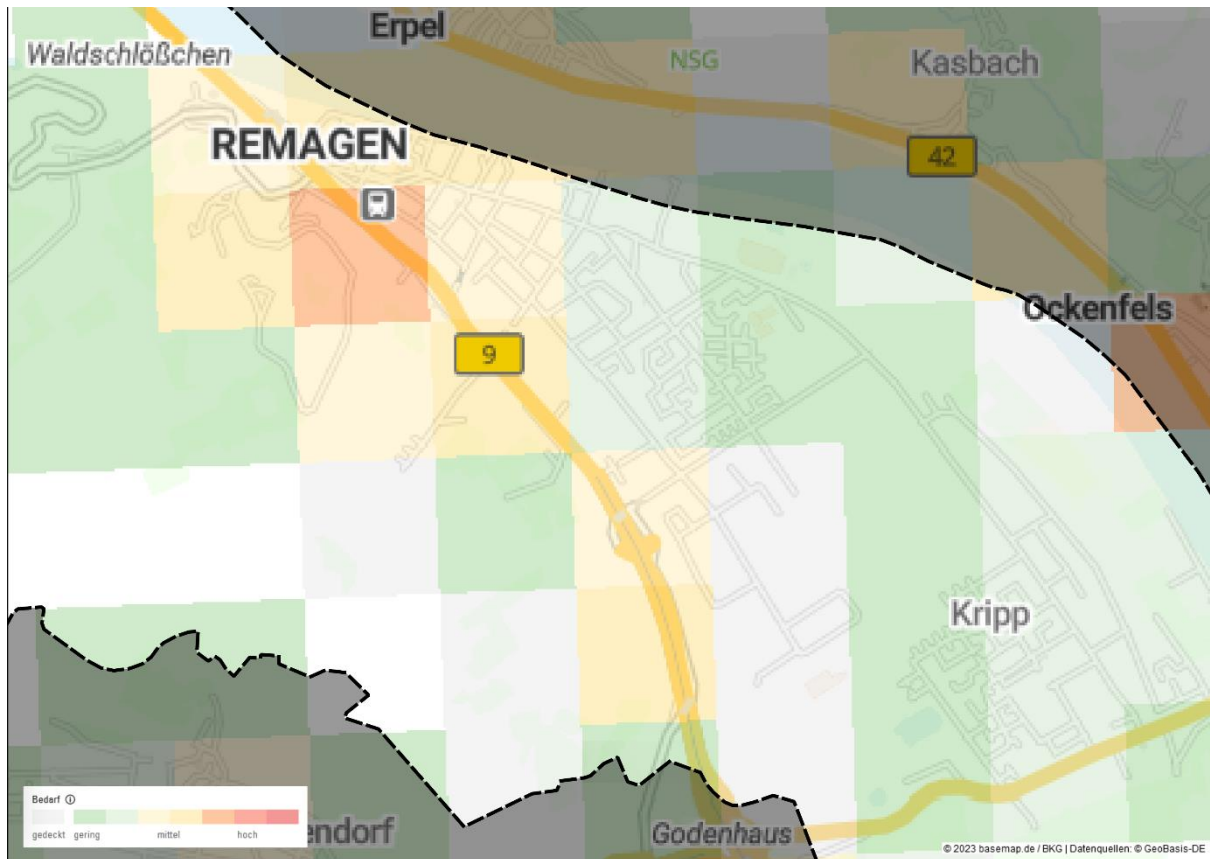 Erpel
Waldschlößchen
NSG
Kasbach
REMAGEN
42
Ockenfels
9
Kripp
Bedarf
gedeckt gering mittel hoch
endorf
Godenhaus
© 2023 basemap.de / BKG | Datenquellen: © GeoBasis-DE